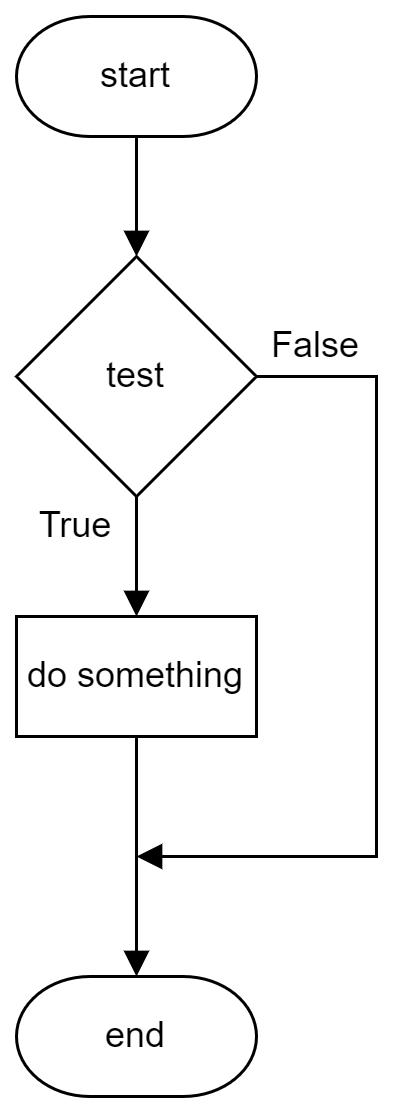 start
test
False
True
do something
end